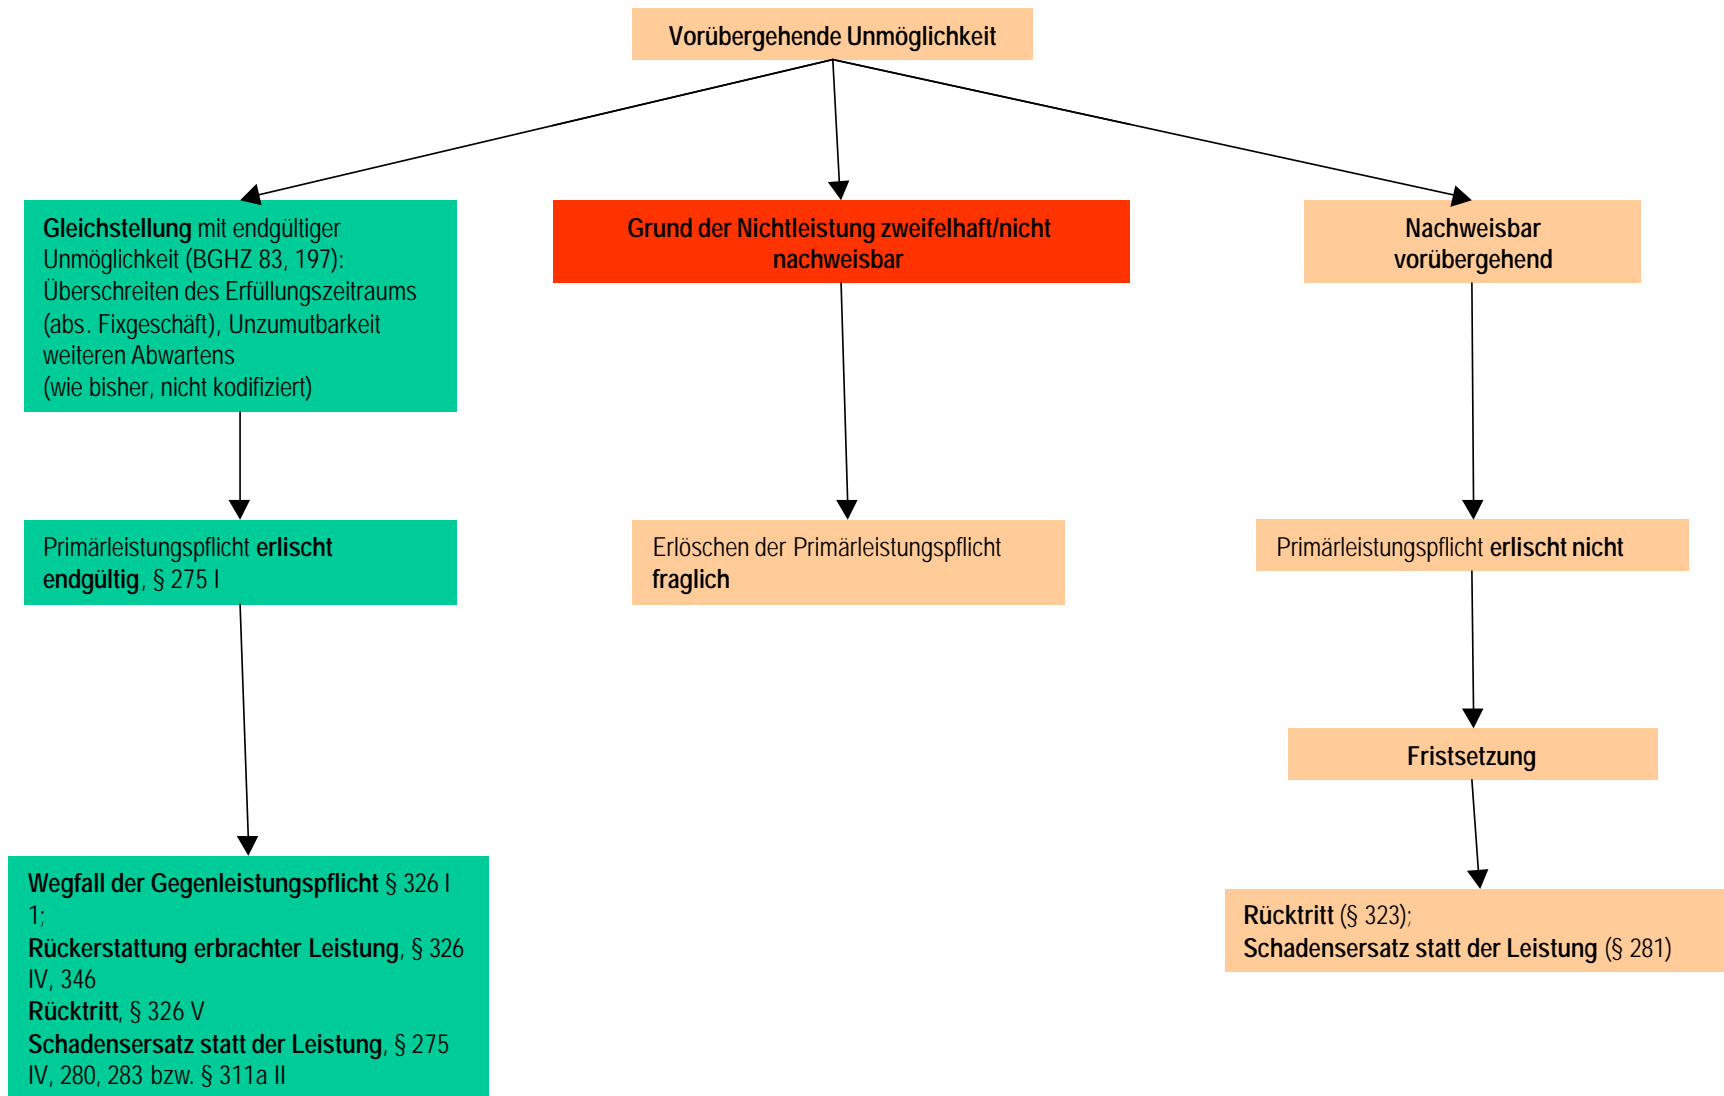 Vorübergehende Unmöglichkeit
Gleichstellung mit endgültiger
Unmöglichkeit (BGHZ 83, 197):
Überschreiten des Erfüllungszeitraums
(abs. Fixgeschäft), Unzumutbarkeit
weiteren Abwartens
(wie bisher, nicht kodifiziert)
Grund der Nichtleistung zweifelhaft/nicht
nachweisbar
Nachweisbar
vorübergehend
Primärleistungspflicht erlischt
endgültig, § 275 I
Erlöschen der Primärleistungspflicht
fraglich
Primärleistungspflicht erlischt nicht
Fristsetzung
Wegfall der Gegenleistungspflicht § 326 I
1;
Rückerstattung erbrachter Leistung, § 326
IV, 346
Rücktritt, § 326 V
Schadensersatz statt der Leistung, § 275
IV, 280, 283 bzw. § 311a II
Rücktritt (§ 323);
Schadensersatz statt der Leistung (§ 281)